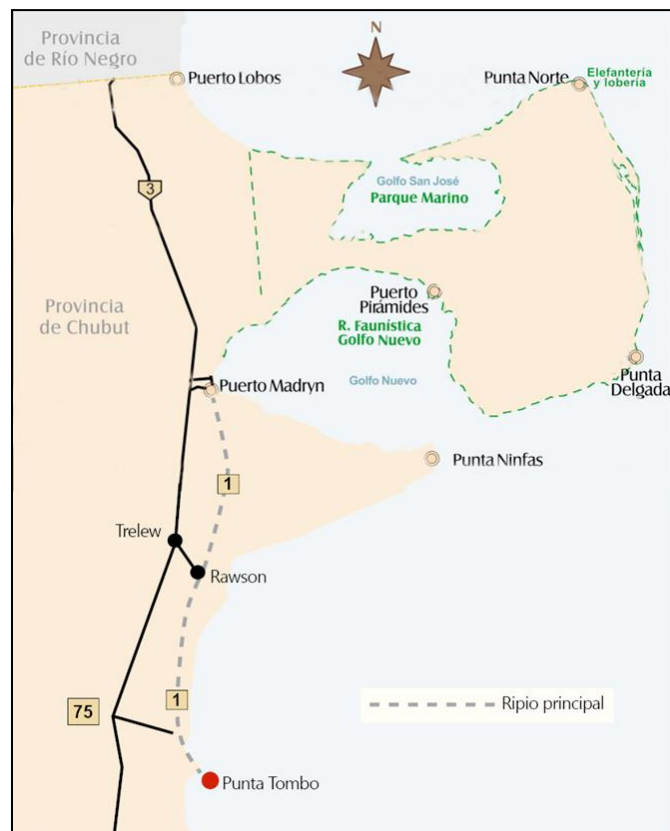 Provincia
de Río Negro
N
Puerto Lobos
Punta Norte
Elefantería
y lobería
3
Golfo San José
Parque Marino
Provincia
de Chubut
Puerto
Pirámides
R. Faunística
Golfo Nuevo
Golfo Nuevo
Puerto Madryn
Punta
Delgada
Punta Ninfas
1
Trelew
Rawson
75
1
Ripio principal
Punta Tombo